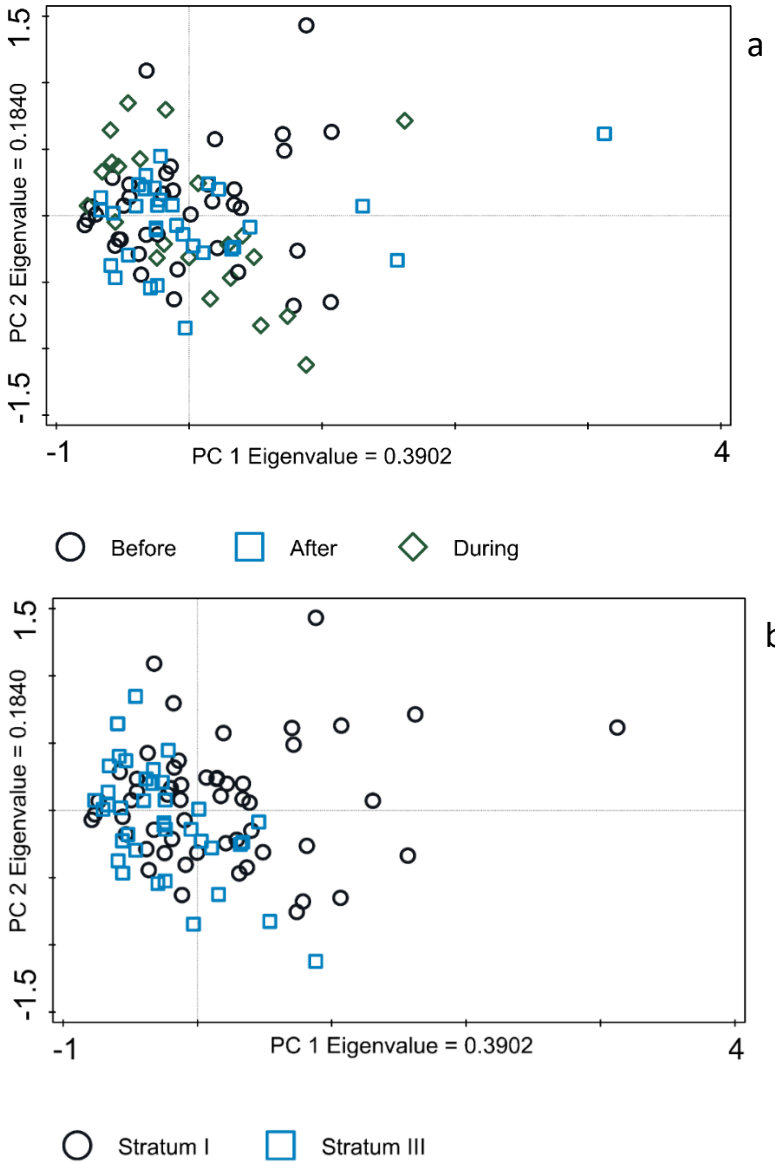 1.5
a
PC 2 Eigenvalue = 0.1840
-1.5
-1
PC 1 Eigenvalue = 0.3902
4
Before
After
During
1.5
b
PC 2 Eigenvalue = 0.1840
-1.5
-1
PC 1 Eigenvalue = 0.3902
4
Stratum I
Stratum III